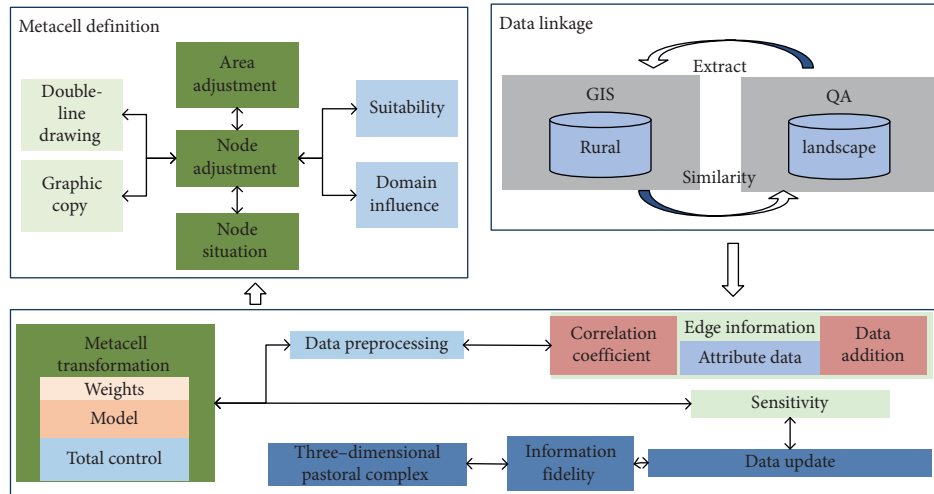 Metacell definition
Area
adjustment
Double-
line
drawing
Suitability
Node
adjustment
Graphic
copy
Domain
influence
Node
situation
Data linkage
Extract
GIS
QA
Rural
landscape
Similarity
Metacell
transformation
Weights
Model
Total control
Data preprocessing
Correlation
coefficient
Edge information
Attribute data
Data
addition
Sensitivity
Three–dimensional
pastoral complex
Information
fidelity
Data update